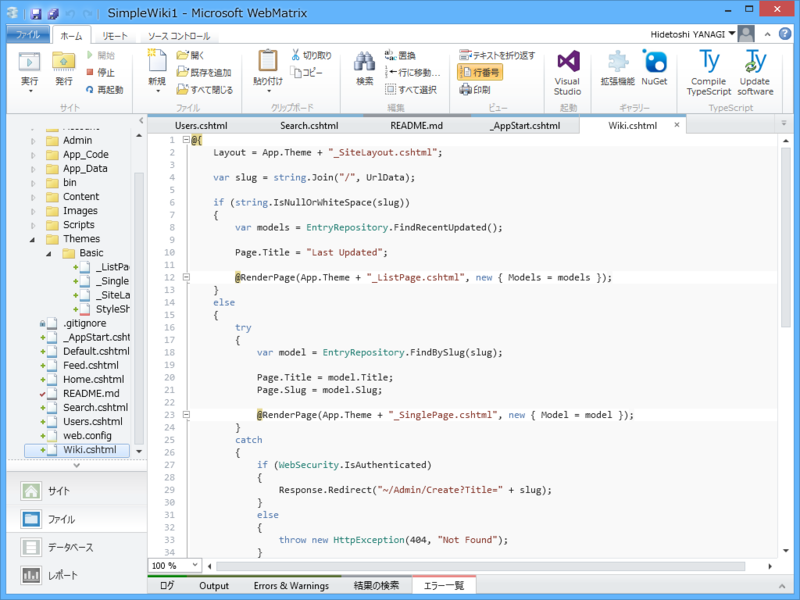 SimpleWiki1 - Microsoft WebMatrix
ファイル ホーム リモート ソース コントロール Hidetoshi YANAGI
実行 発行 開始 停止 再起動 サイト
新規 開く 既存を追加 すべて閉じる ファイル
貼り付け 切り取り コピー クリップボード
検索 置換 行に移動... すべて選択 編集
テキストを折り返す 行番号 印刷 ビュー
Visual Studio 起動
拡張機能 NuGet ギャラリー
Compile TypeScript Update software TypeScript
Users.cshtml Search.cshtml README.md _AppStart.cshtml Wiki.cshtml
Admin
App_Code
App_Data
bin
Content
Images
Scripts
Themes
Basic
_ListPa
_Single
_SiteLa
StyleSh
.gitignore
_AppStart.csht
Default.cshtml
Feed.cshtml
Home.cshtml
README.md
Search.cshtml
Users.cshtml
web.config
Wiki.cshtml
サイト
ファイル
データベース
レポート
1 @{
2 Layout = App.Theme + "_SiteLayout.cshtml";
3
4 var slug = string.Join("/", UrlData);
5
6 if (string.IsNullOrWhiteSpace(slug))
7 {
8 var models = EntryRepository.FindRecentUpdated();
9
10 Page.Title = "Last Updated";
11
12 @RenderPage(App.Theme + "_ListPage.cshtml", new { Models = models });
13 }
14 else
15 {
16 try
17 {
18 var model = EntryRepository.FindBySlug(slug);
19
20 Page.Title = model.Title;
21 Page.Slug = model.Slug;
22
23 @RenderPage(App.Theme + "_SinglePage.cshtml", new { Model = model });
24 }
25 catch
26 {
27 if (WebSecurity.IsAuthenticated)
28 {
29 Response.Redirect("~/Admin/Create?Title=" + slug);
30 }
31 else
32 {
33 throw new HttpException(404, "Not Found");
34 }
100 %
ログ Output Errors & Warnings 結果の検索 エラー一覧